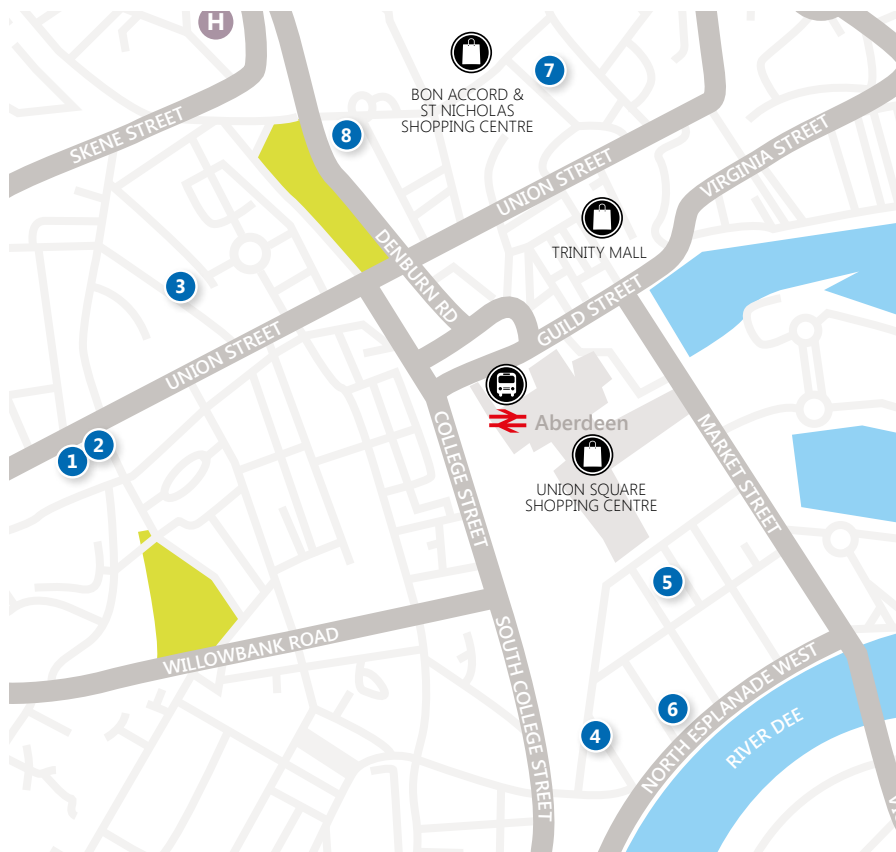 H
BON ACCORD &
ST NICHOLAS
SHOPPING CENTRE
7
8
SKENE STREET
UNION STREET
VIRGINIA STREET
TRINITY MALL
DENBURN RD
3
GUILD STREET
UNION STREET
Aberdeen
COLLEGE STREET
MARKET STREET
2
1
UNION SQUARE
SHOPPING CENTRE
5
WILLOWBANK ROAD
SOUTH COLLEGE STREET
6
4
NORTH ESPLANADE WEST
RIVER DEE